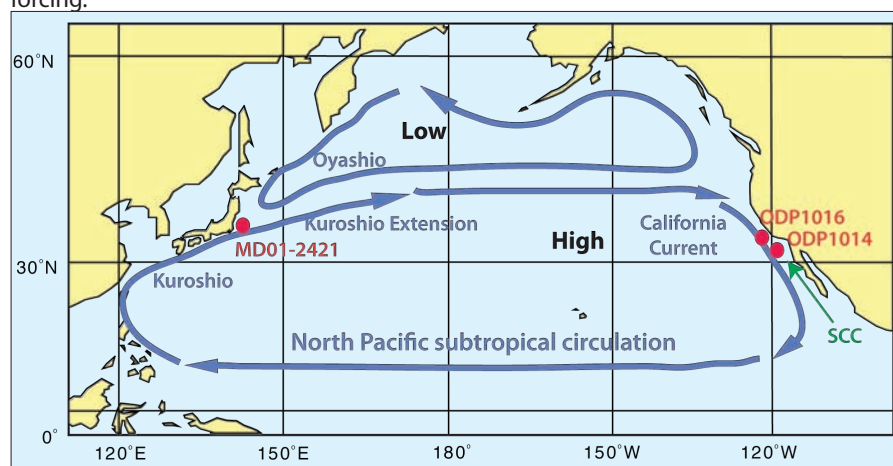 forcing.
60°N
Low
Oyashio
Kuroshio Extension
California
Current
ODP1016
ODP1014
MD01-2421
High
30°N
Kuroshio
SCC
North Pacific subtropical circulation
0°
120°E
150°E
180°
150°W
120°W